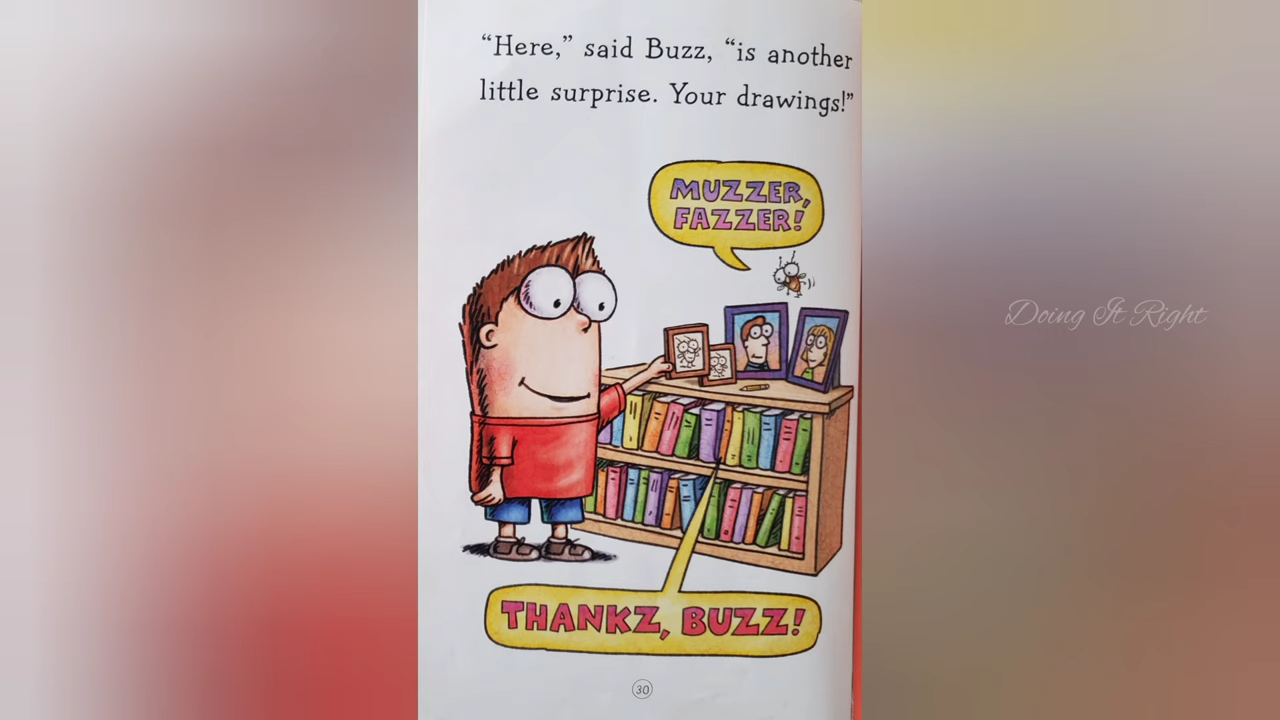 “Here,” said Buzz, “is another
little surprise. Your drawings!”
MUZZER,
FAZZER!
Doing It Right
THANKZ, BUZZ!
30